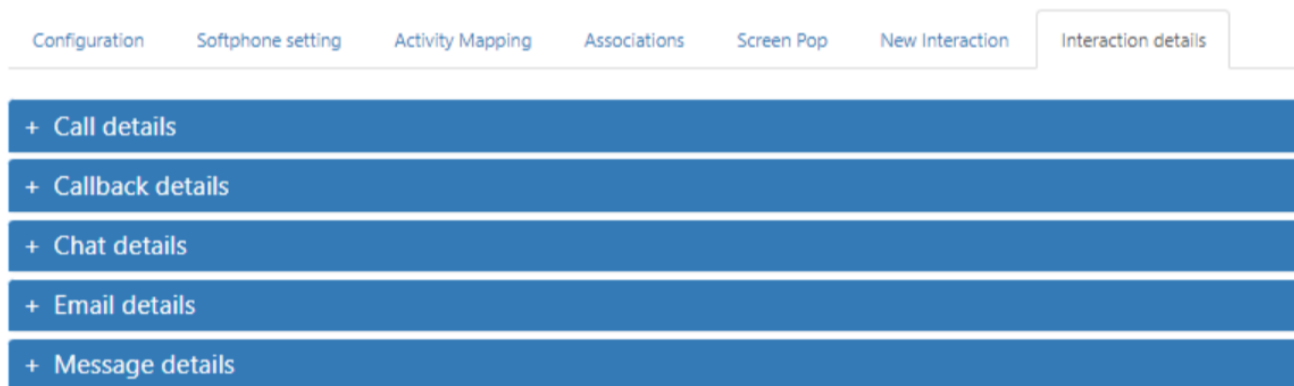 Configuration Softphone setting Activity Mapping Associations Screen Pop New Interaction Interaction details
+ Call details
+ Callback details
+ Chat details
+ Email details
+ Message details